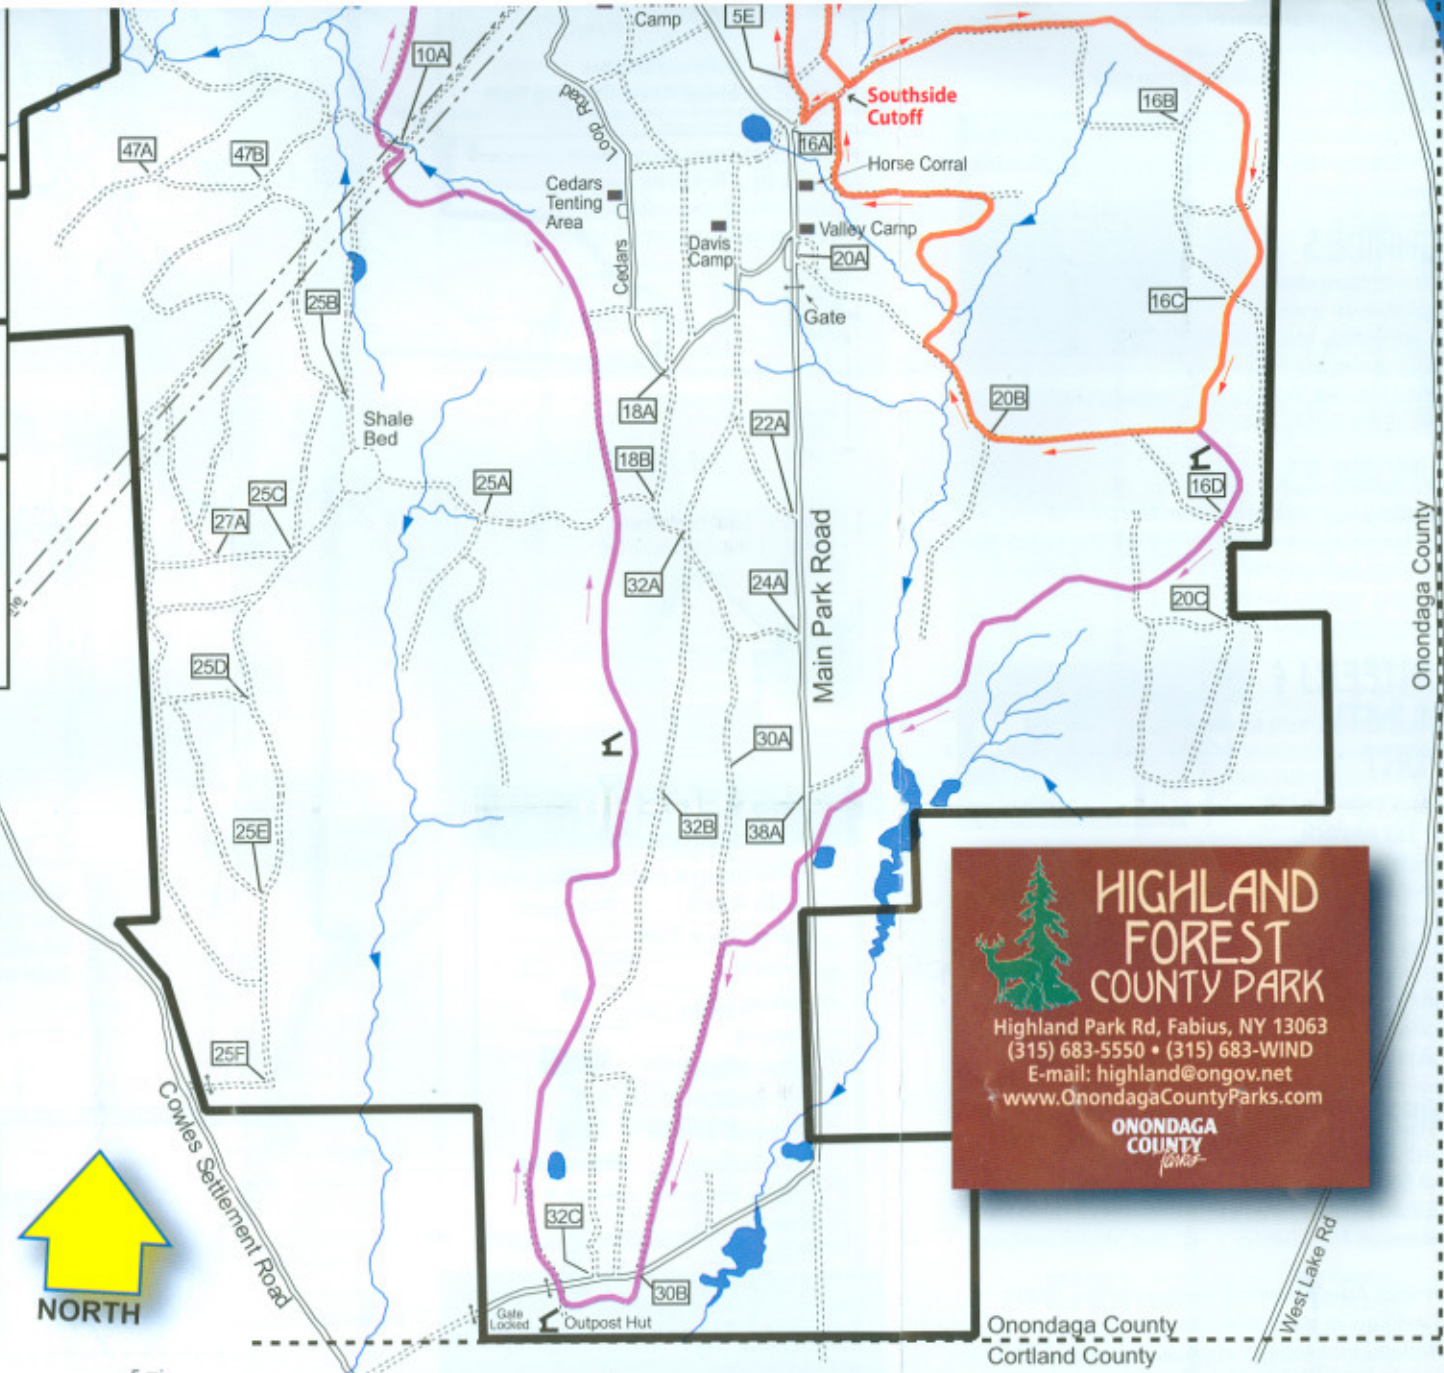 Camp
5E
10A
Loop Road
Southside
Cutoff
16B
47A
47B
16A
Horse Corral
Cedars
Tenting
Area
Davis
Camp
Valley Camp
20A
Cedars
25B
16C
Gate
18A
20B
Shale
Bed
22A
18B
25A
16D
25C
27A
Main Park Road
Onondaga County
32A
24A
20C
25D
30A
25E
32B
38A
HIGHLAND
FOREST
COUNTY PARK
Highland Park Rd, Fabius, NY 13063
(315) 683-5550 • (315) 683-WIND
E-mail: highland@ongov.net
www.OnondagaCountyParks.com
ONONDAGA
COUNTY
Parks
25F
Cowles Settlement Road
32C
NORTH
30B
Gate
Locked
Outpost Hut
West Lake Rd
Onondaga County
Cortland County